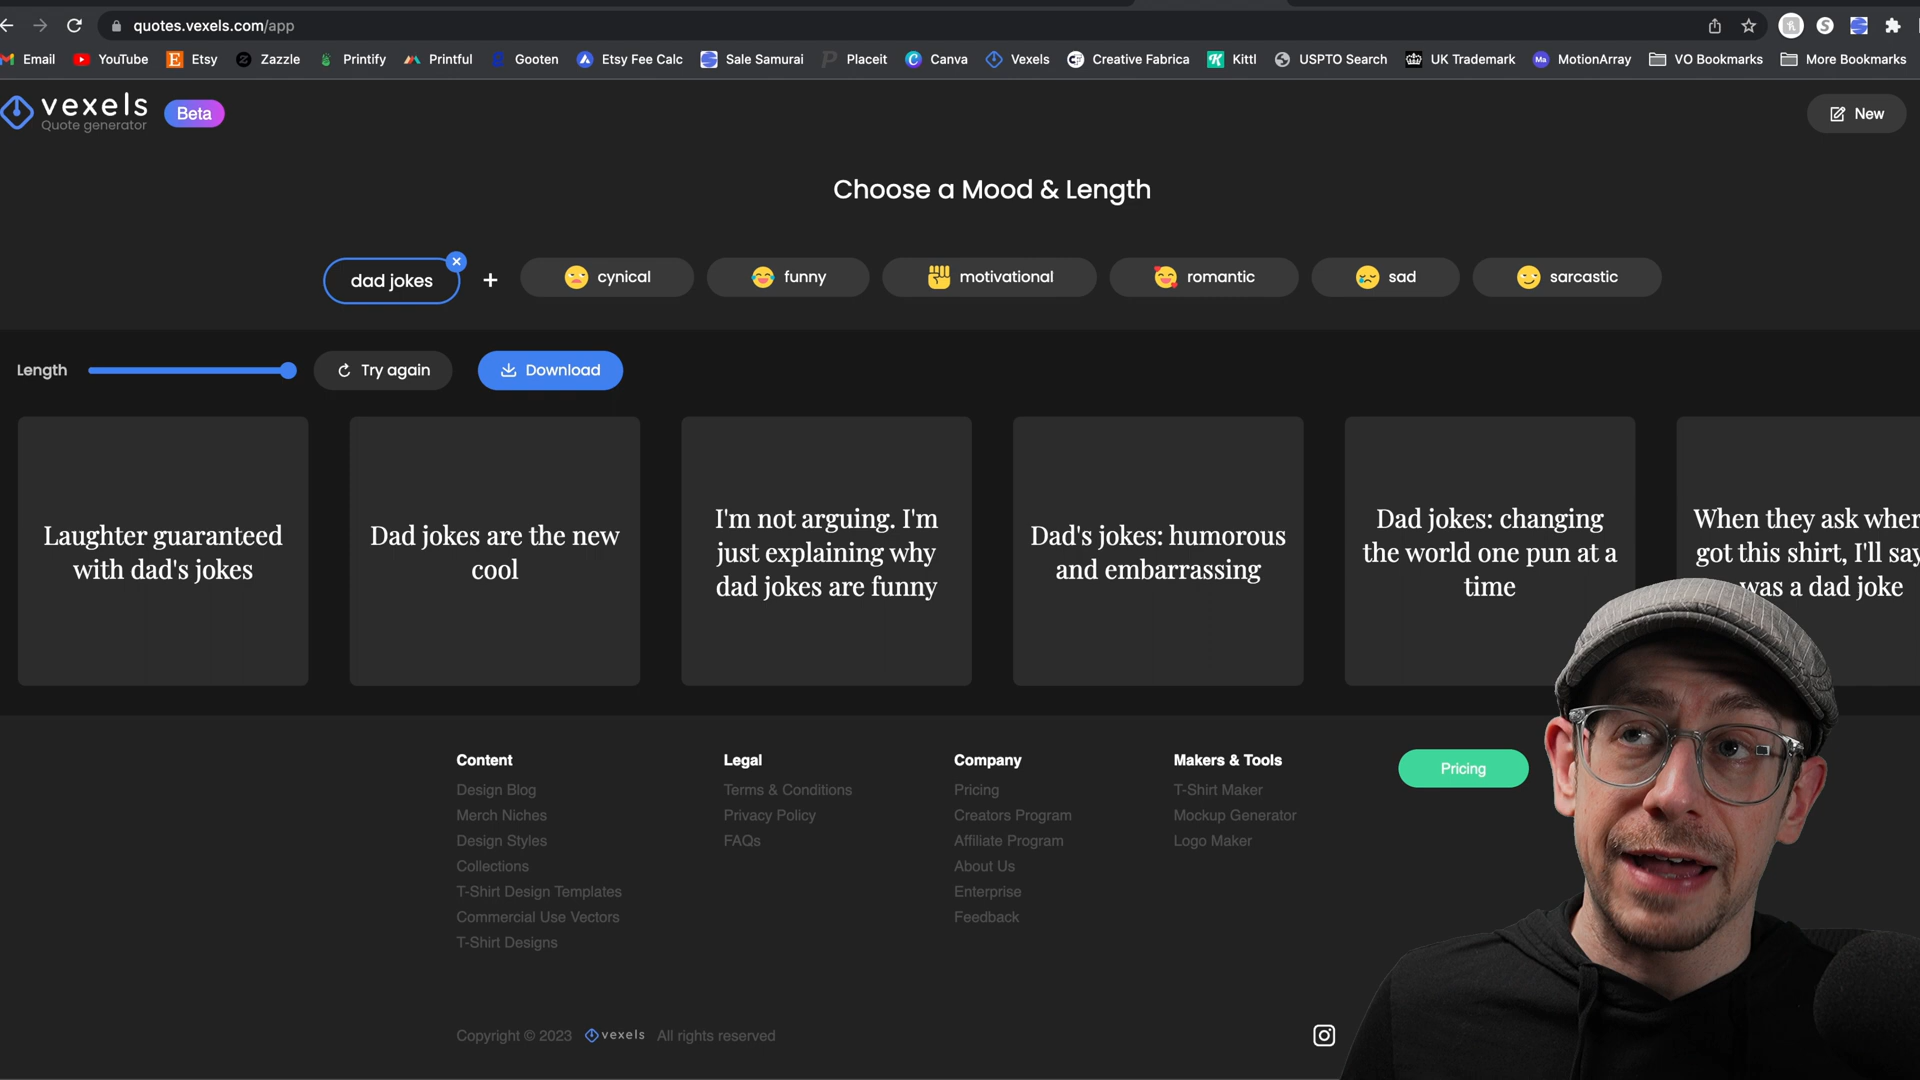 quotes.vexels.com/app
Email YouTube Etsy Zazzle Printify Printful Gooten Etsy Fee Calc Sale Samurai Placeit Canva Vexels Creative Fabrica Kittl USPTO Search UK Trademark MotionArray VO Bookmarks More Bookmarks
vexels
Quote generator
Beta
New
Choose a Mood & Length
dad jokes
+
cynical
funny
motivational
romantic
sad
sarcastic
Length
Try again
Download
Laughter guaranteed
with dad's jokes
Dad jokes are the new
cool
I'm not arguing. I'm
just explaining why
dad jokes are funny
Dad's jokes: humorous
and embarrassing
Dad jokes: changing
the world one pun at a
time
When they ask wher
got this shirt, I'll say
was a dad joke
Content
Design Blog
Merch Niches
Design Styles
Collections
T-Shirt Design Templates
Commercial Use Vectors
T-Shirt Designs
Legal
Terms & Conditions
Privacy Policy
FAQs
Company
Pricing
Creators Program
Affiliate Program
About Us
Enterprise
Feedback
Makers & Tools
T-Shirt Maker
Mockup Generator
Logo Maker
Pricing
Copyright © 2023 vexels All rights reserved